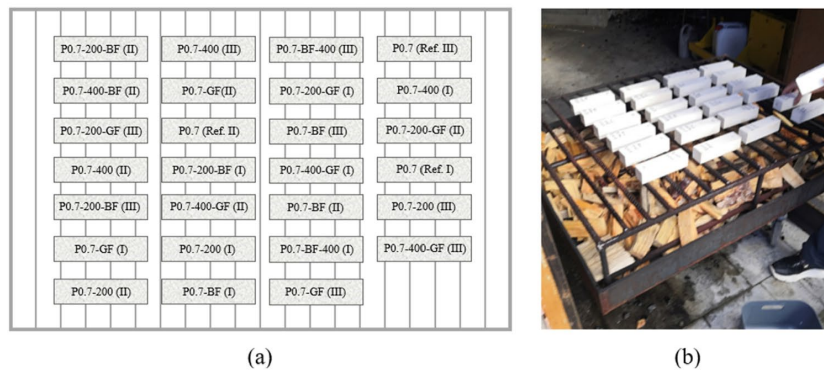 P0.7-200-BF (II) P0.7-400 (III) P0.7-BF-400 (III) P0.7 (Ref. III)
P0.7-400-BF (II) P0.7-GF(II) P0.7-200-GF (I) P0.7-400 (I)
P0.7-200-GF (III) P0.7 (Ref. II) P0.7-BF (III) P0.7-200-GF (II)
P0.7-400 (II) P0.7-200-BF (I) P0.7-400-GF (I) P0.7 (Ref. I)
P0.7-200-BF (III) P0.7-400-GF (II) P0.7-BF (II) P0.7-200 (III)
P0.7-GF (I) P0.7-200 (I) P0.7-BF-400 (I) P0.7-400-GF (III)
P0.7-200 (II) P0.7-BF (I) P0.7-GF (III)
(a) (b)